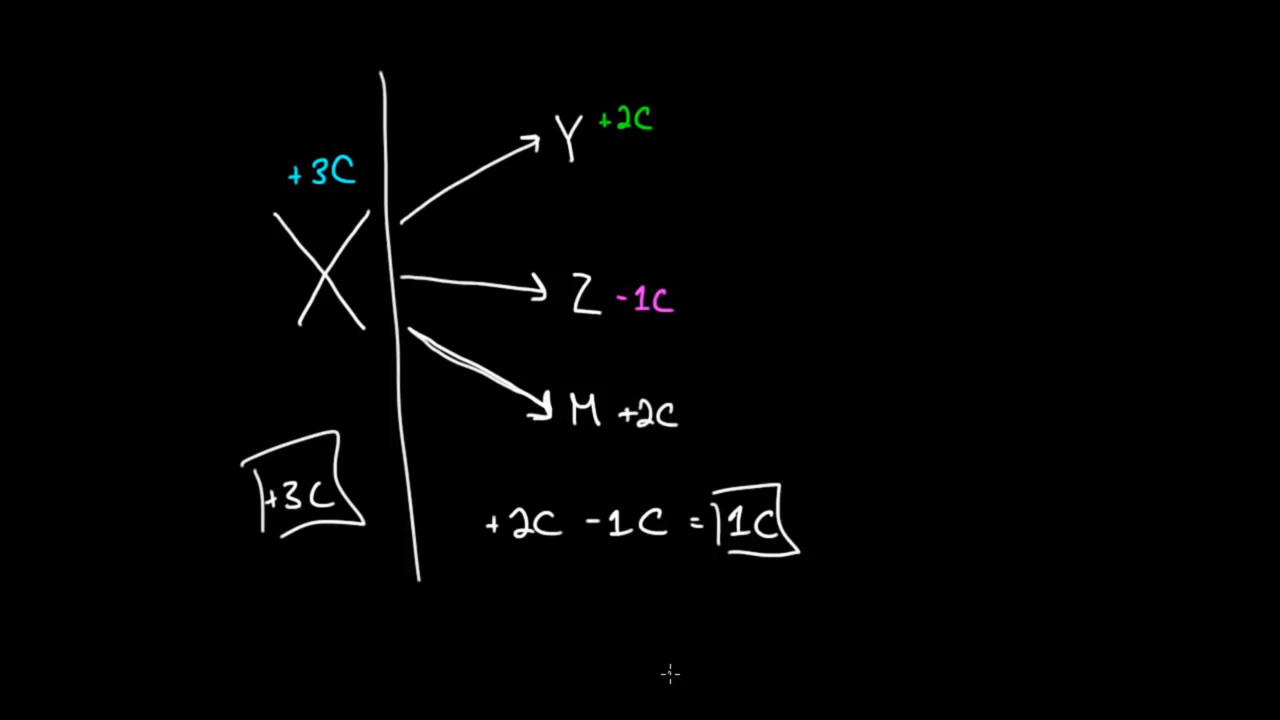 Y +2C
+3C
X
Z -1C
M +2C
+3C
+2C -1C = 1C